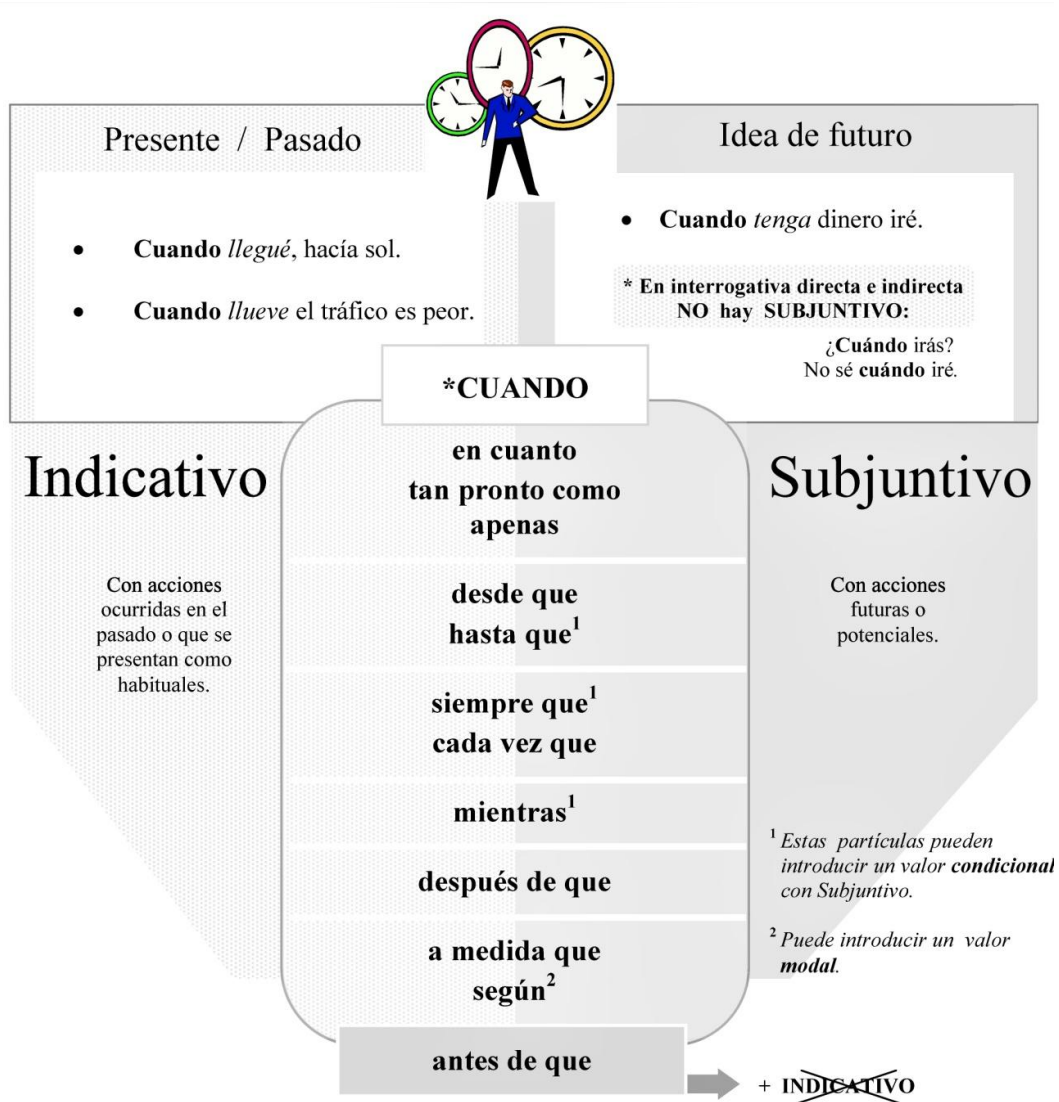 Presente / Pasado
Idea de futuro
• Cuando llegué, hacía sol.
• Cuando llueve el tráfico es peor.
• Cuando tenga dinero iré.
* En interrogativa directa e indirecta
NO hay SUBJUNTIVO:
¿Cuándo irás?
No sé cuándo iré.
*CUANDO
Indicativo
Con acciones
ocurridas en el
pasado o que se
presentan como
habituales.
en cuanto
tan pronto como
apenas
desde que
hasta que¹
siempre que¹
cada vez que
mientras¹
después de que
a medida que
según²
antes de que
Subjuntivo
Con acciones
futuras o
potenciales.
¹ Estas partículas pueden
introducir un valor condicional
con Subjuntivo.
² Puede introducir un valor
modal.
+ INDICATIVO